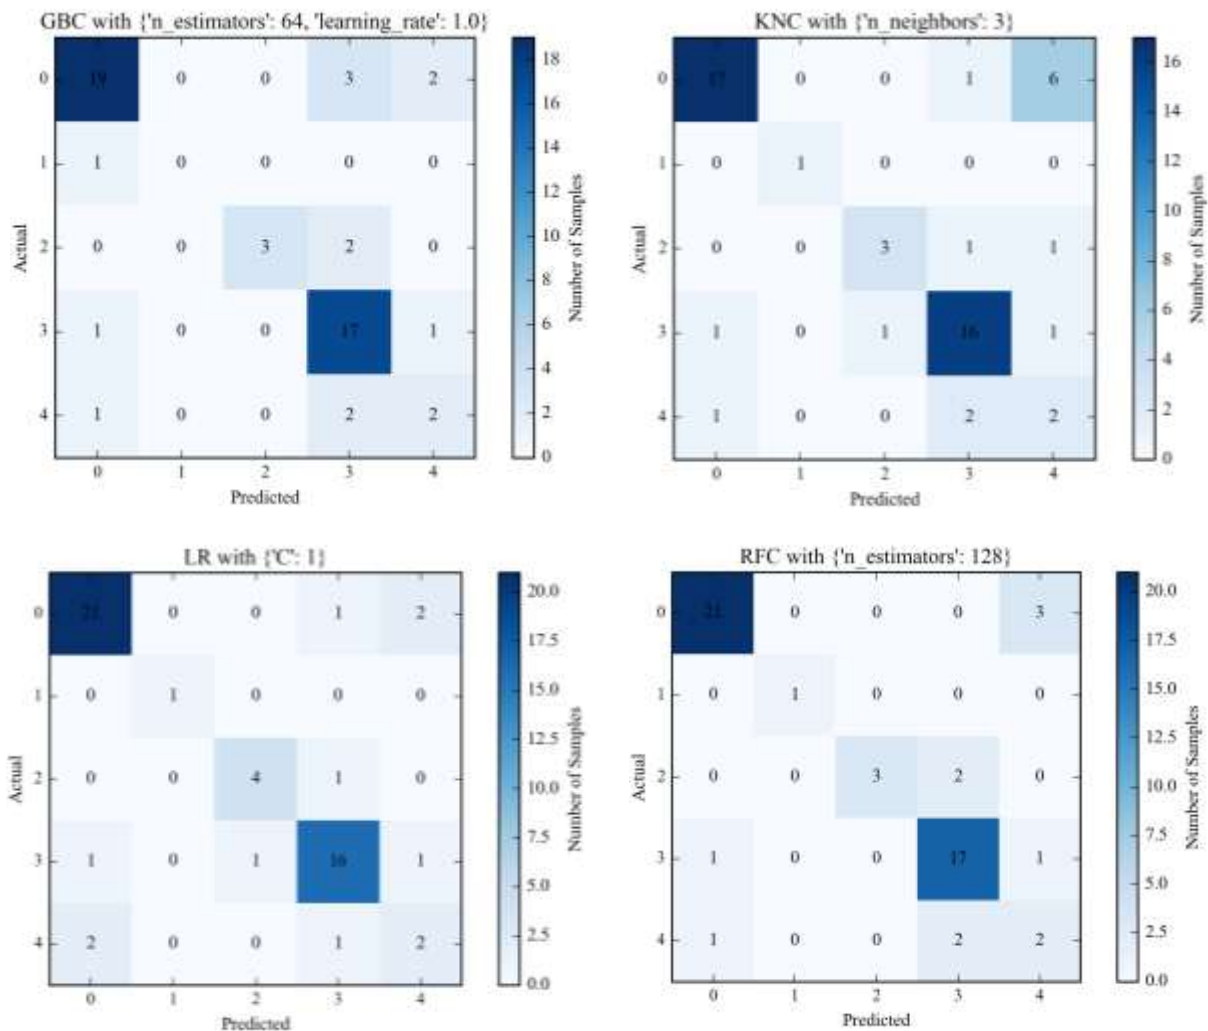 GBC with {'n_estimators': 64, 'learning_rate': 1.0}
0 19 0 0 3 2
1 1 0 0 0 0
2 0 0 3 2 0
3 1 0 0 17 1
4 1 0 0 2 2
0 1 2 3 4
Predicted
Actual
18
16
14
12
10
8
6
4
2
0
Number of Samples
KNC with {'n_neighbors': 3}
0 17 0 0 1 6
1 0 1 0 0 0
2 0 0 3 1 1
3 1 0 1 16 1
4 1 0 0 2 2
0 1 2 3 4
Predicted
Actual
16
14
12
10
8
6
4
2
0
Number of Samples
LR with {'C': 1}
0 21 0 0 1 2
1 0 1 0 0 0
2 0 0 4 1 0
3 1 0 1 16 1
4 2 0 0 1 2
0 1 2 3 4
Predicted
Actual
20.0
17.5
15.0
12.5
10.0
7.5
5.0
2.5
0.0
Number of Samples
RFC with {'n_estimators': 128}
0 21 0 0 0 3
1 0 1 0 0 0
2 0 0 3 2 0
3 1 0 0 17 1
4 1 0 0 2 2
0 1 2 3 4
Predicted
Actual
20.0
17.5
15.0
12.5
10.0
7.5
5.0
2.5
0.0
Number of Samples